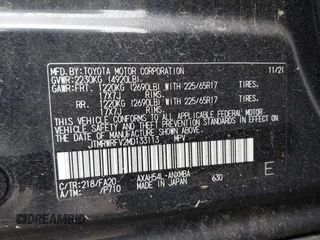 MFD. BY:TOYOTA MOTOR CORPORATION 11/21
GVWR:2230KG (4920LB)
GAWR:FRT. 1220KG (2690LB) WITH 225/65R17 TIRES,
17X7J RIMS,
RR. 1220KG (2690LB) WITH 225/65R17 TIRES,
17X7J RIMS,
THIS VEHICLE CONFORMS TO ALL APPLICABLE
FEDERAL MOTOR VEHICLE SAFETY
STANDARDS IN EFFECT ON THE DATE OF
MANUFACTURE SHOWN ABOVE.
JTMRWRFV2MD133113 MPV
C/TR:218/FA20 AXAH54L-ANXMBA 630
A/TM: /P710 MADE IN JAPAN
E
DREAMBID